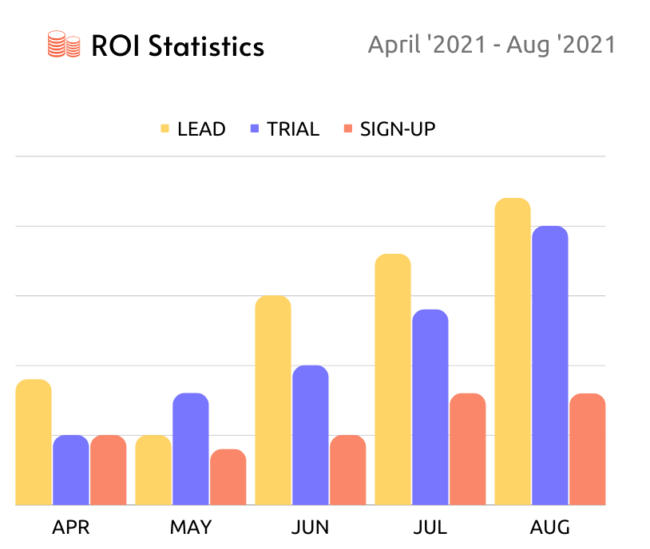 ROI Statistics
April '2021 - Aug '2021
LEAD TRIAL SIGN-UP
APR MAY JUN JUL AUG